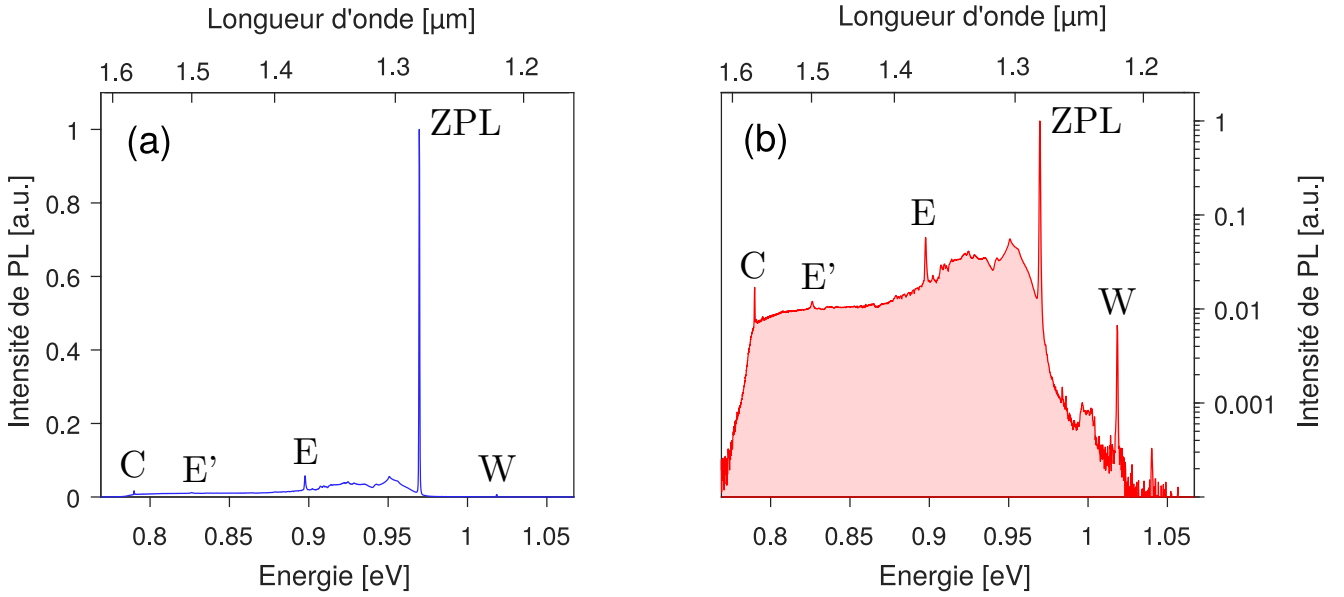 Longueur d'onde [µm]
1.6 1.5 1.4 1.3 1.2
(a)
ZPL
C
E'
E
W
1
0.8
0.6
0.4
0.2
0
Intensité de PL [a.u.]
0.8 0.85 0.9 0.95 1 1.05
Energie [eV]
Longueur d'onde [µm]
1.6 1.5 1.4 1.3 1.2
(b)
ZPL
E
C
E'
W
1
0.1
0.01
0.001
Intensité de PL [a.u.]
0.8 0.85 0.9 0.95 1 1.05
Energie [eV]